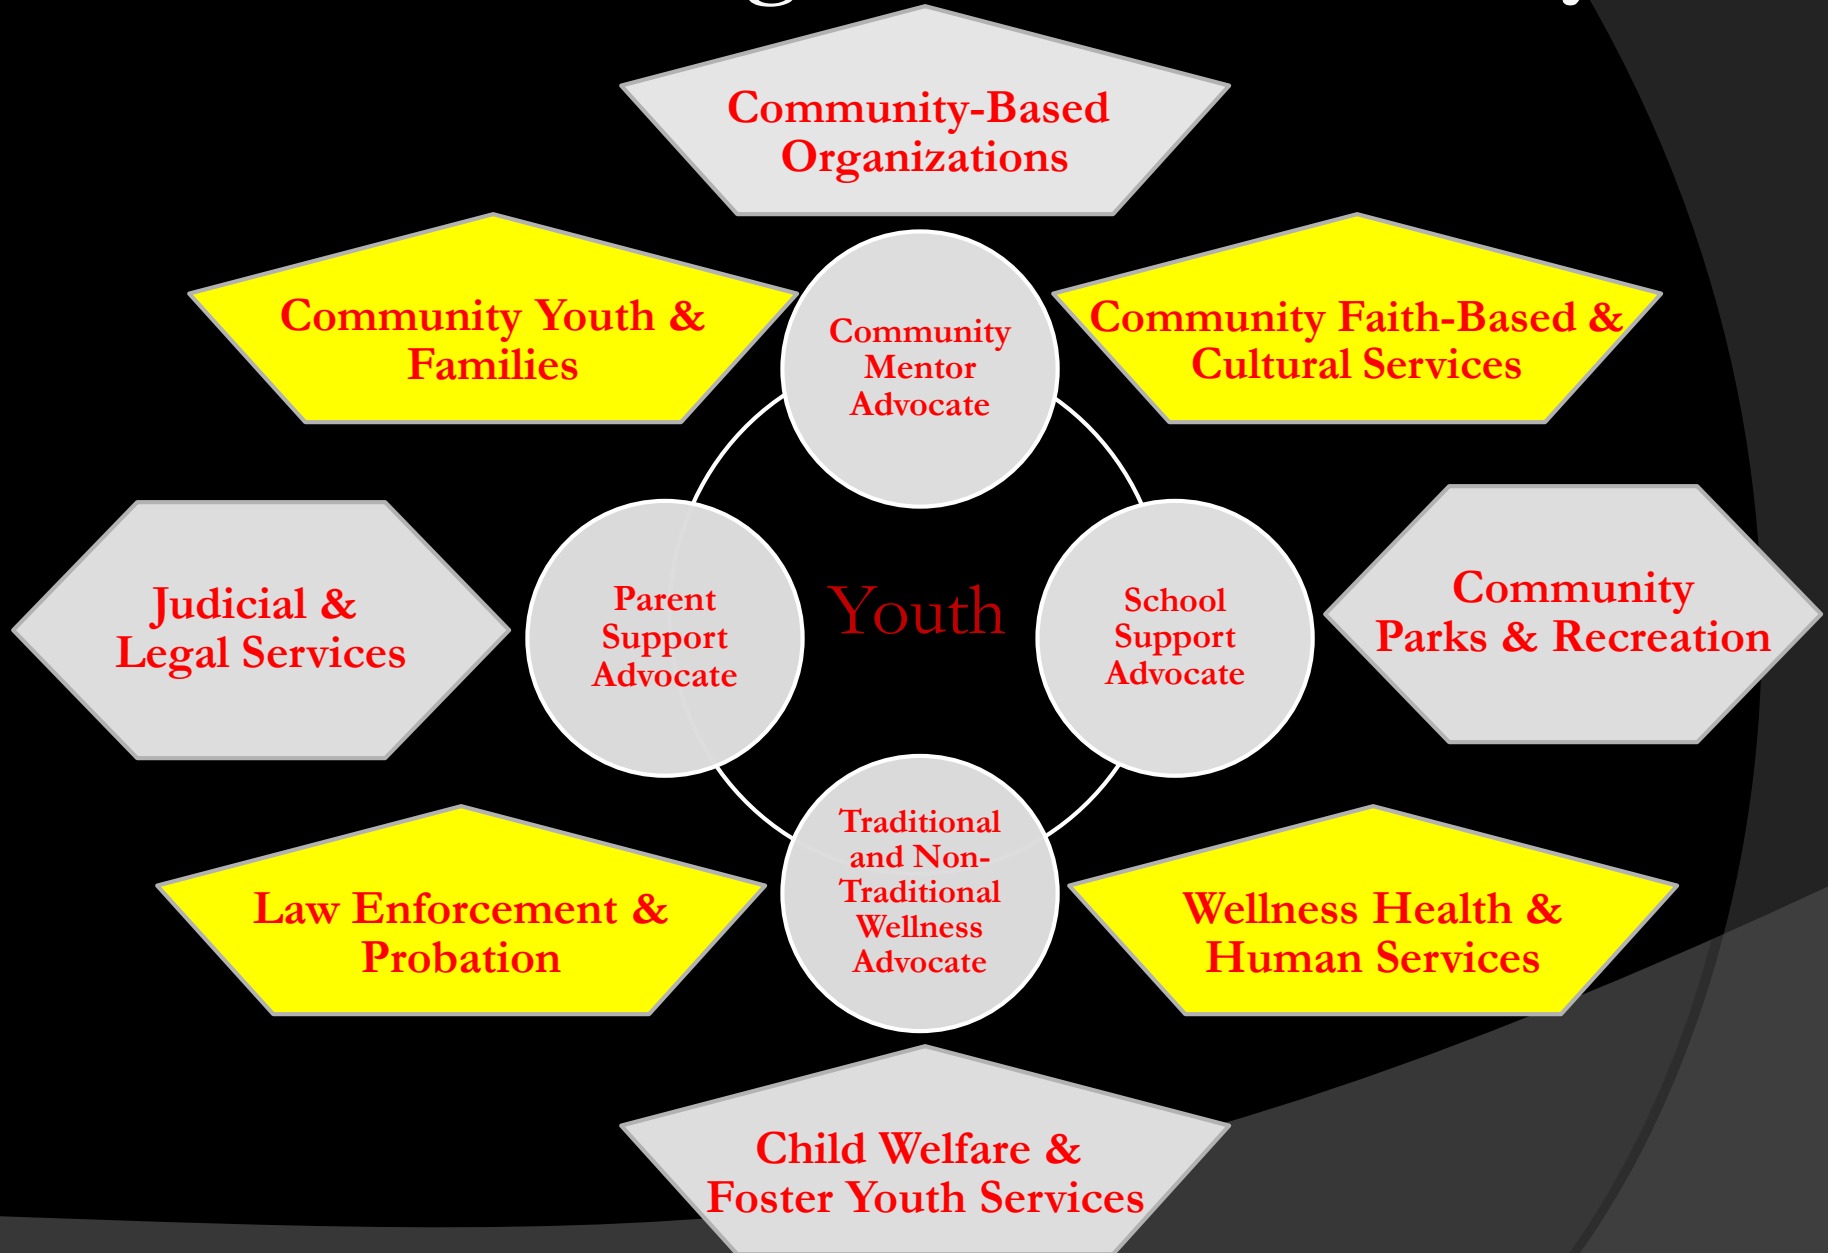 Community-Based
Organizations
Community Youth &
Families
Community
Mentor
Advocate
Community Faith-Based &
Cultural Services
Judicial &
Legal Services
Parent
Support
Advocate
Youth
School
Support
Advocate
Community
Parks & Recreation
Law Enforcement &
Probation
Traditional
and Non-
Traditional
Wellness
Advocate
Wellness Health &
Human Services
Child Welfare &
Foster Youth Services